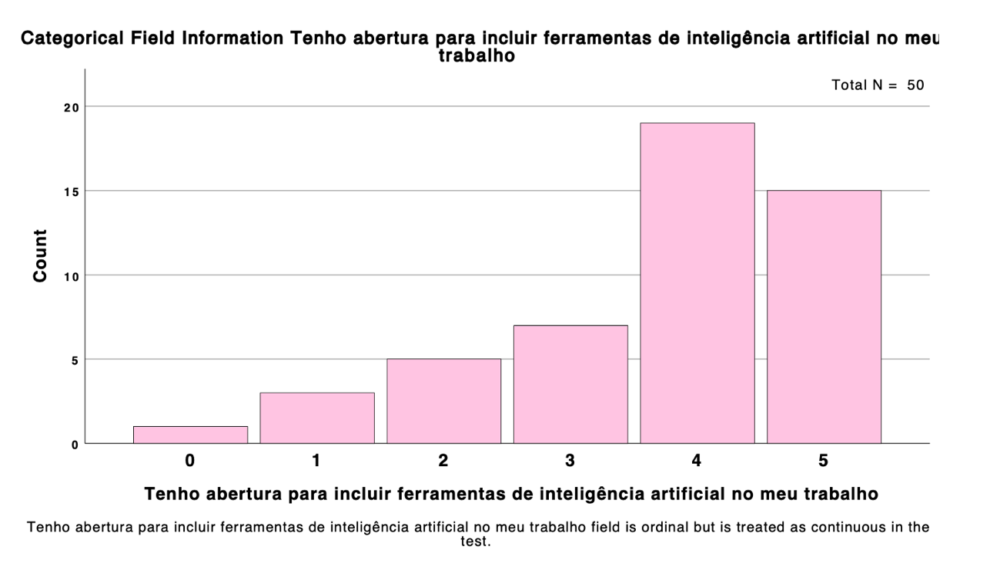 Categorical Field Information Tenho abertura para incluir ferramentas de inteligência artificial no meu
trabalho
Total N = 50
20
15
10
5
0
Count
0 1 2 3 4 5
Tenho abertura para incluir ferramentas de inteligência artificial no meu trabalho
Tenho abertura para incluir ferramentas de inteligência artificial no meu trabalho field is ordinal but is treated as continuous in the
test.